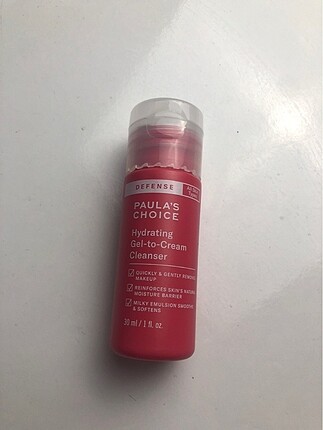 DEFENSE
PAULA'S
CHOICE
Hydrating
Gel-to-Cream
Cleanser
QUICKLY & GENTLY REMOVES
MAKEUP
REINFORCES SKIN'S NATURAL
MOISTURE BARRIER
MILKY EMULSION SMOOTHS
& SOFTENS
30 ml / 1 fl. oz.